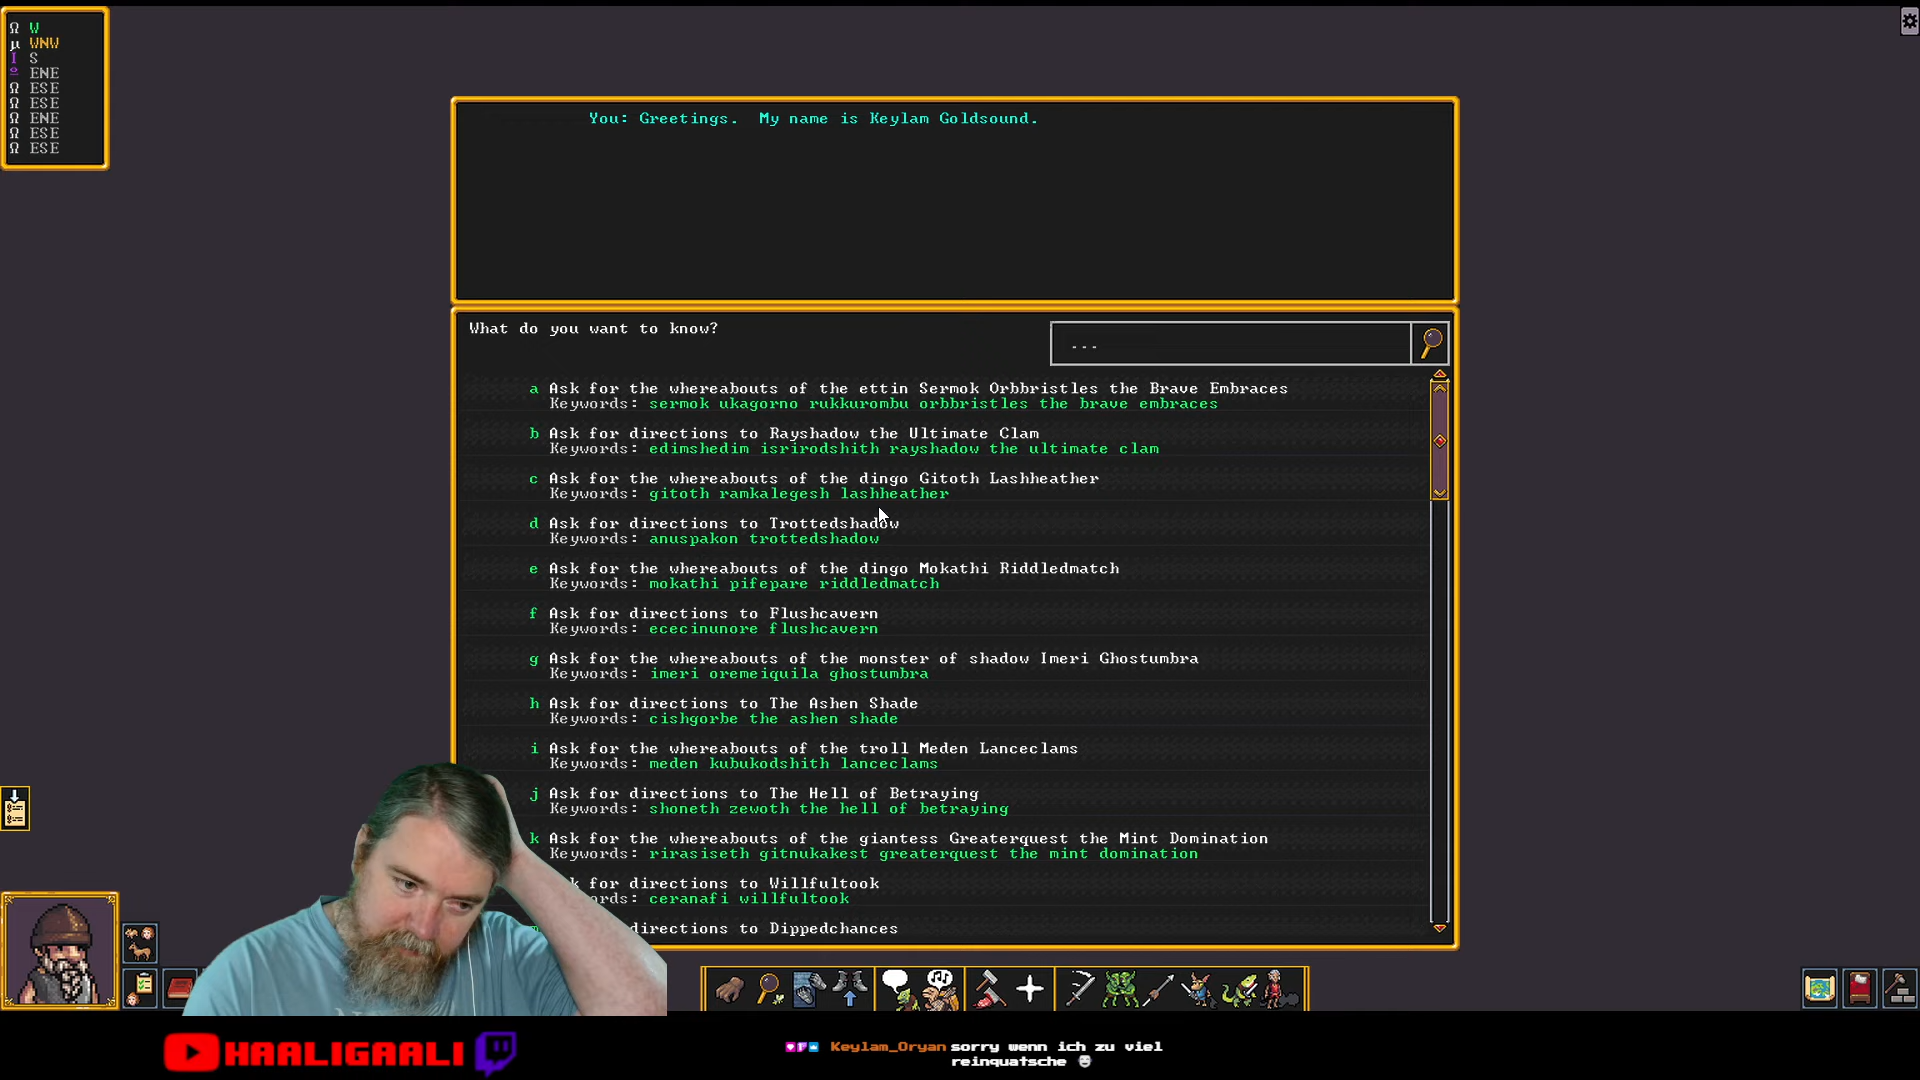 Ω W
μ WNW
I S
º ENE
Ω ESE
Ω ESE
Ω ENE
Ω ESE
Ω ESE
You: Greetings. My name is Keylam Goldsound.
What do you want to know?
...
a Ask for the whereabouts of the ettin Sermok Orbbristles the Brave Embraces
Keywords: sermok ukagorno rukkurombu orbbristles the brave embraces
b Ask for directions to Rayshadow the Ultimate Clam
Keywords: edimshedim isrirodshith rayshadow the ultimate clam
c Ask for the whereabouts of the dingo Gitoth Lashheather
Keywords: gitoth ramkalegesh lashheather
d Ask for directions to Trottedshadow
Keywords: anuspakon trottedshadow
e Ask for the whereabouts of the dingo Mokathi Riddledmatch
Keywords: mokathi pifepare riddledmatch
f Ask for directions to Flushcavern
Keywords: ececinunore flushcavern
g Ask for the whereabouts of the monster of shadow Imeri Ghostumbra
Keywords: imeri oremeiquila ghostumbra
h Ask for directions to The Ashen Shade
Keywords: cishgorbe the ashen shade
i Ask for the whereabouts of the troll Meden Lanceclams
Keywords: meden kubukodshith lanceclams
j Ask for directions to The Hell of Betraying
Keywords: shoneth zewoth the hell of betraying
k Ask for the whereabouts of the giantess Greaterquest the Mint Domination
Keywords: rirasiseth gitnukakest greaterquest the mint domination
k for directions to Willfultook
ords: ceranafi willfultook
directions to Dippedchances
HAALIGAALI
Keylam_Oryan sorry wenn ich zu viel
reinquatsche